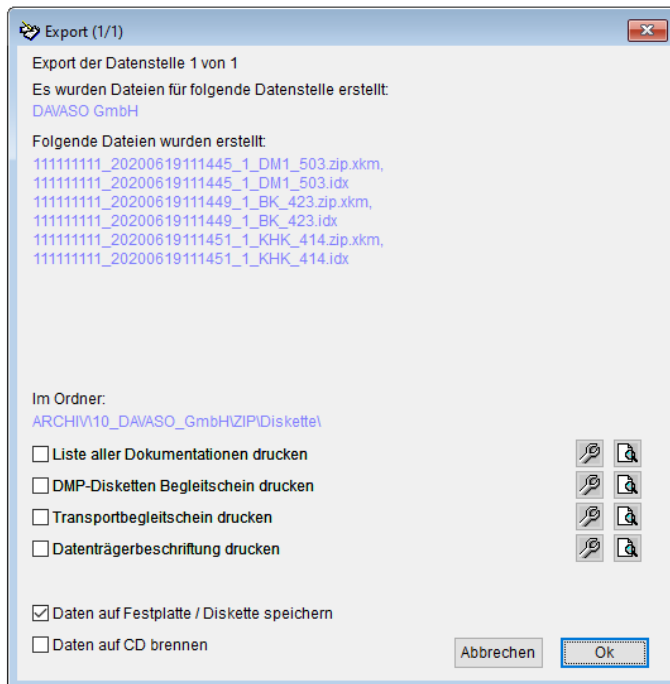 Export (1/1)
Export der Datenstelle 1 von 1
Es wurden Dateien für folgende Datenstelle erstellt:
DAVASO GmbH
Folgende Dateien wurden erstellt:
111111111_20200619111445_1_DM1_503.zip.xkm,
111111111_20200619111445_1_DM1_503.idx
111111111_20200619111449_1_BK_423.zip.xkm,
111111111_20200619111449_1_BK_423.idx
111111111_20200619111451_1_KHK_414.zip.xkm,
111111111_20200619111451_1_KHK_414.idx
Im Ordner:
ARCHIV\10_DAVASO_GmbH\ZIP\Diskette\
Liste aller Dokumentationen drucken
DMP-Disketten Begleitschein drucken
Transportbegleitschein drucken
Datenträgerbeschriftung drucken
Daten auf Festplatte / Diskette speichern
Daten auf CD brennen
Abbrechen
Ok